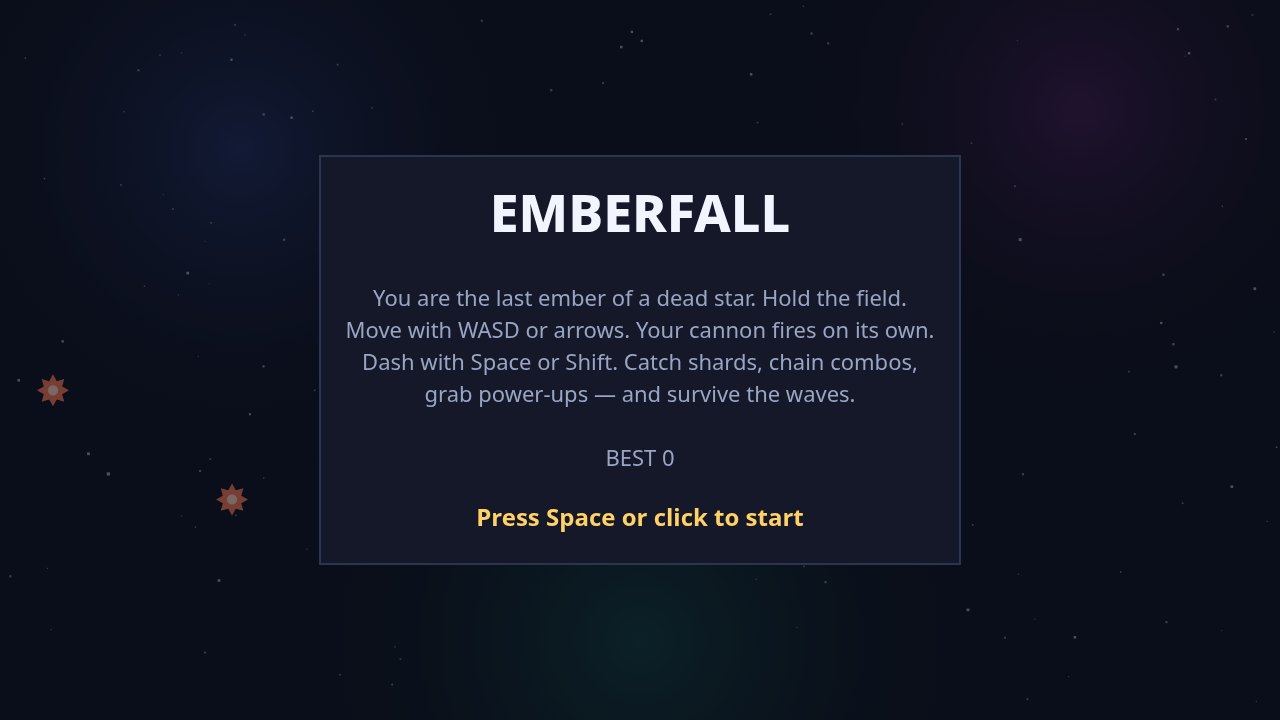 EMBERFALL
You are the last ember of a dead star. Hold the field.
Move with WASD or arrows. Your cannon fires on its own.
Dash with Space or Shift. Catch shards, chain combos,
grab power-ups — and survive the waves.
BEST 0
Press Space or click to start